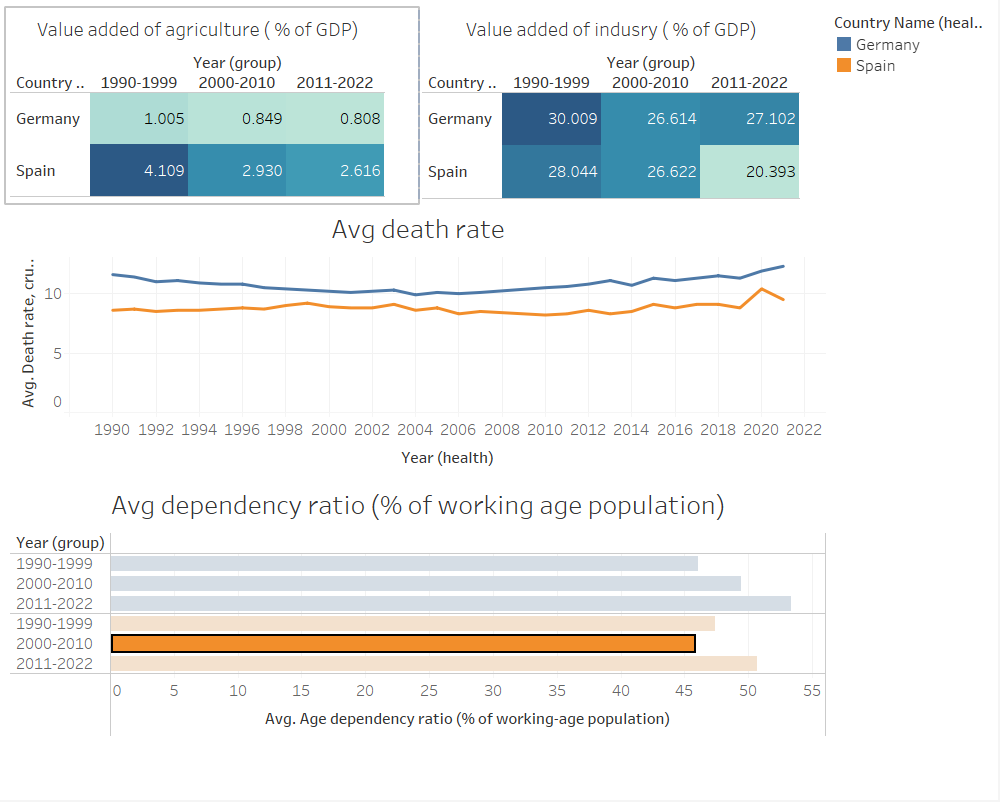 Value added of agriculture ( % of GDP)
Year (group)
Country .. 1990-1999 2000-2010 2011-2022
Germany 1.005 0.849 0.808
Spain 4.109 2.930 2.616
Value added of indusry ( % of GDP)
Year (group)
Country .. 1990-1999 2000-2010 2011-2022
Germany 30.009 26.614 27.102
Spain 28.044 26.622 20.393
Country Name (heal..
Germany
Spain
Avg death rate
Avg. Death rate, cru..
10
5
0
1990 1992 1994 1996 1998 2000 2002 2004 2006 2008 2010 2012 2014 2016 2018 2020 2022
Year (health)
Avg dependency ratio (% of working age population)
Year (group)
1990-1999
2000-2010
2011-2022
1990-1999
2000-2010
2011-2022
0 5 10 15 20 25 30 35 40 45 50 55
Avg. Age dependency ratio (% of working-age population)